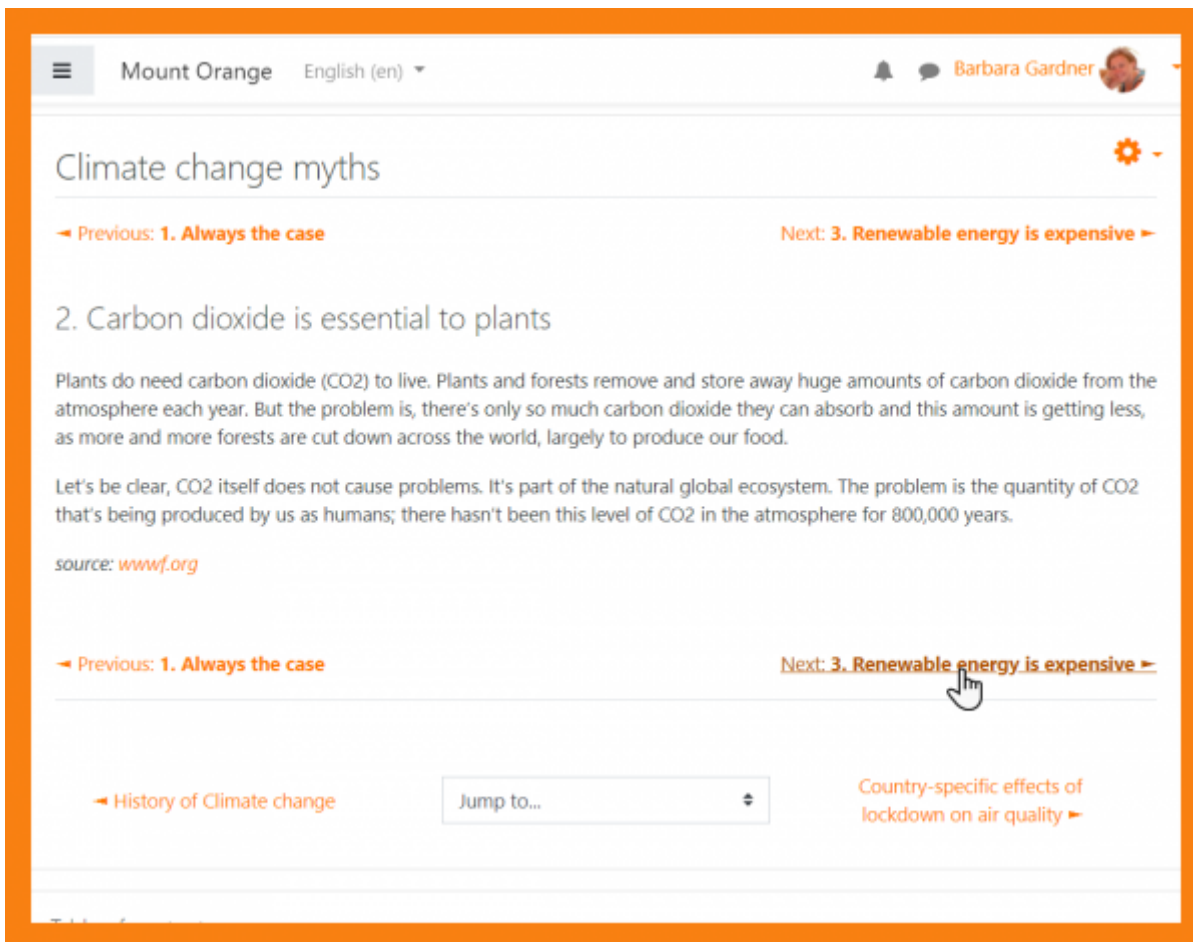 Mount Orange English (en) Barbara Gardner
Climate change myths
◄ Previous: 1. Always the case Next: 3. Renewable energy is expensive ►
2. Carbon dioxide is essential to plants
Plants do need carbon dioxide (CO2) to live. Plants and forests remove and store away huge amounts of carbon dioxide from the
atmosphere each year. But the problem is, there's only so much carbon dioxide they can absorb and this amount is getting less,
as more and more forests are cut down across the world, largely to produce our food.
Let's be clear, CO2 itself does not cause problems. It's part of the natural global ecosystem. The problem is the quantity of CO2
that's being produced by us as humans; there hasn't been this level of CO2 in the atmosphere for 800,000 years.
source: wwwf.org
◄ Previous: 1. Always the case Next: 3. Renewable energy is expensive ►
◄ History of Climate change
Jump to...
Country-specific effects of
lockdown on air quality ►